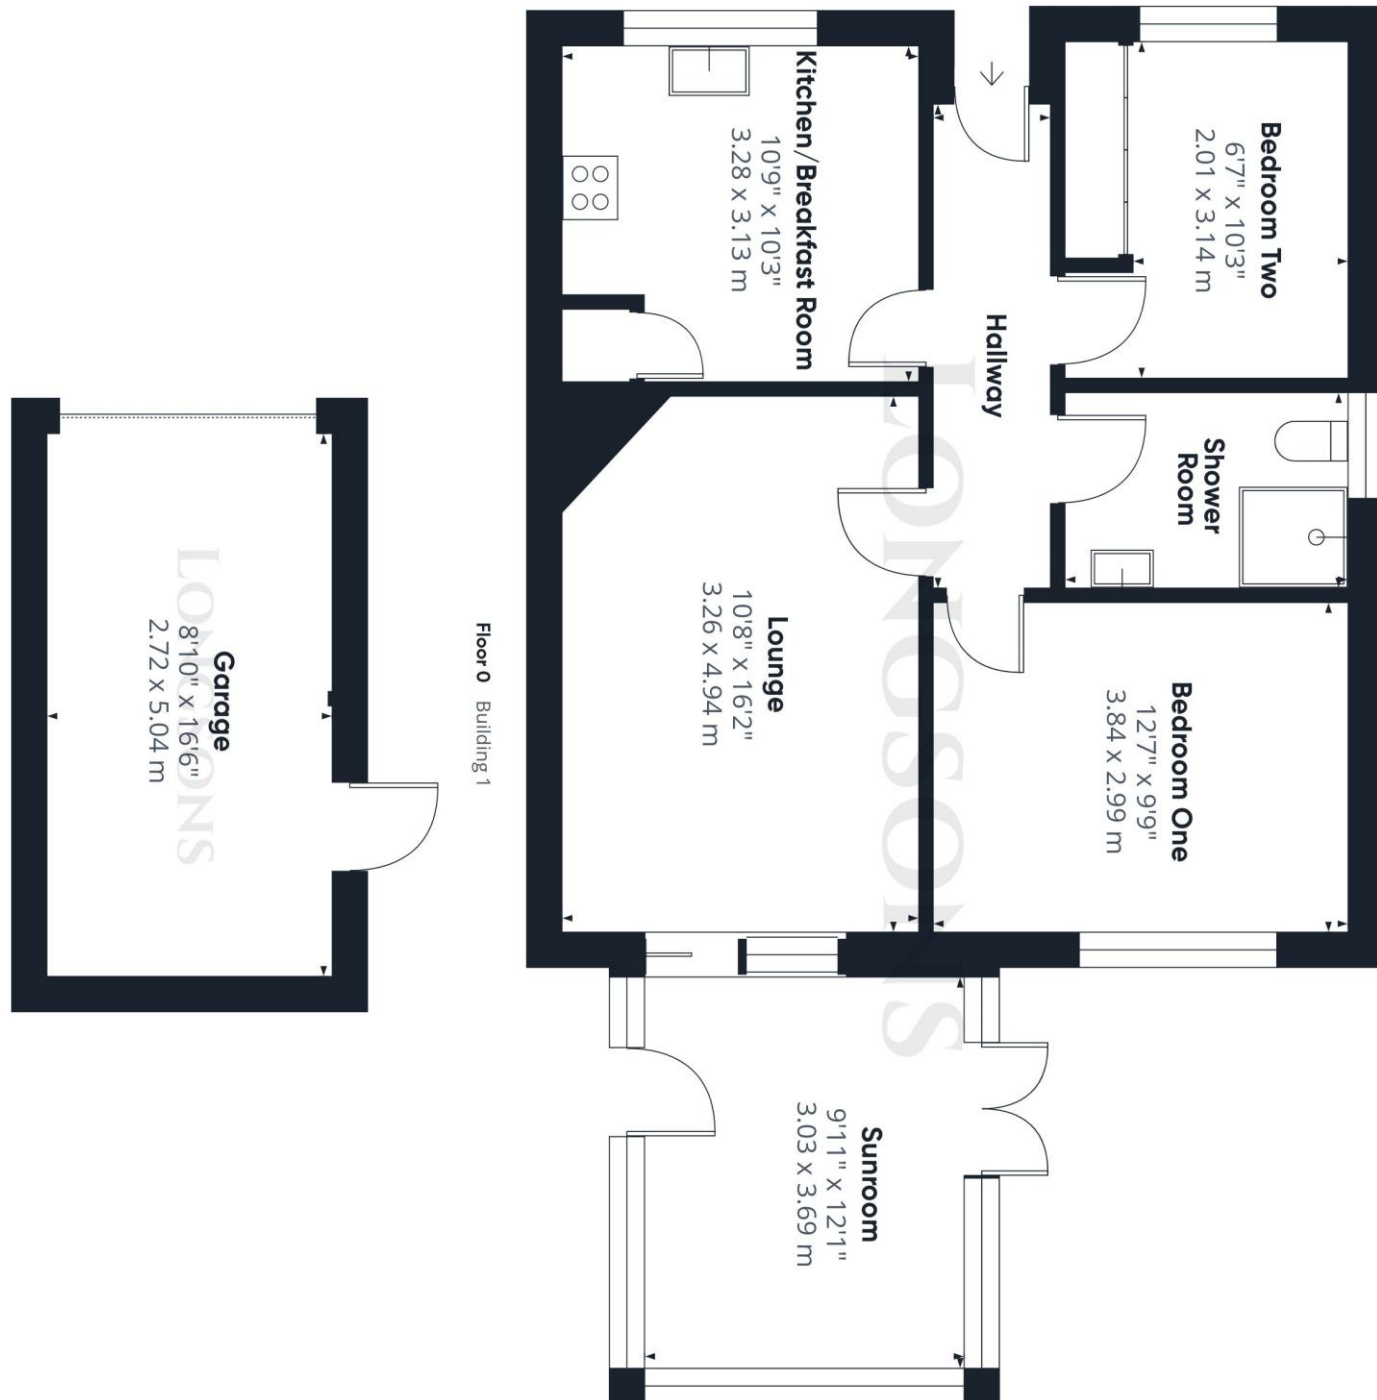 Kitchen/Breakfast Room
10'9" x 10'3"
3.28 x 3.13 m
Bedroom Two
6'7" x 10'3"
2.01 x 3.14 m
Hallway
Shower
Room
Lounge
10'8" x 16'2"
3.26 x 4.94 m
Bedroom One
12'7" x 9'9"
3.84 x 2.99 m
Sunroom
9'11" x 12'1"
3.03 x 3.69 m
LONGSONS
Floor 0 Building 1
Garage
8'10" x 16'6"
2.72 x 5.04 m
LONGSONS